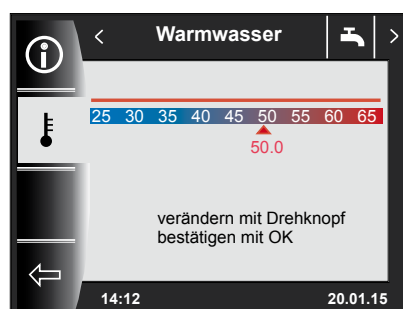 < Warmwasser >
25 30 35 40 45 50 55 60 65
50.0
verändern mit Drehknopf
bestätigen mit OK
14:12 20.01.15